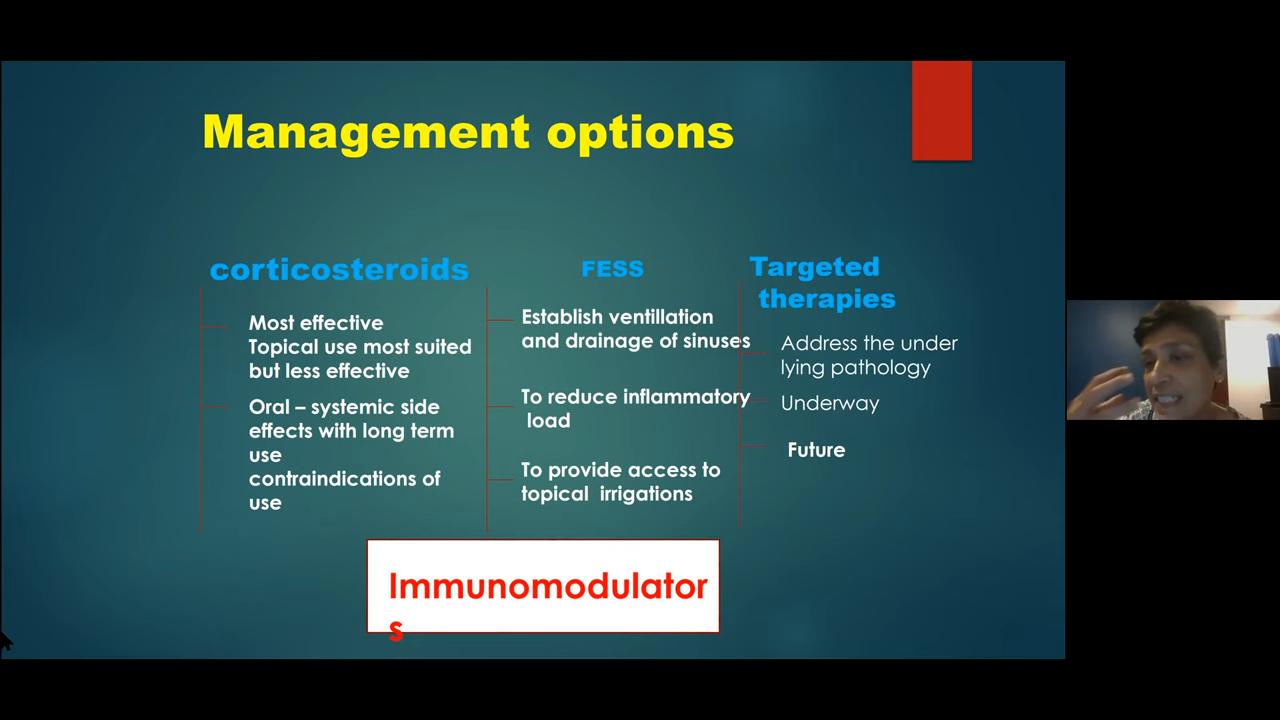 Management options
corticosteroids
Most effective
Topical use most suited
but less effective
Oral – systemic side
effects with long term
use
contraindications of
use
FESS
Establish ventillation
and drainage of sinuses
To reduce inflammatory
load
To provide access to
topical irrigations
Targeted
therapies
Address the under
lying pathology
Underway
Future
Immunomodulator
s